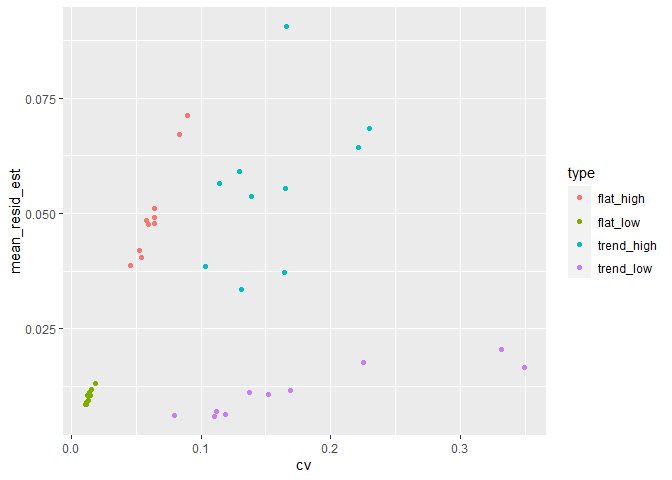 0.075
0.050
0.025
mean_resid_est
0.0
0.1
0.2
0.3
cv
type
flat_high
flat_low
trend_high
trend_low